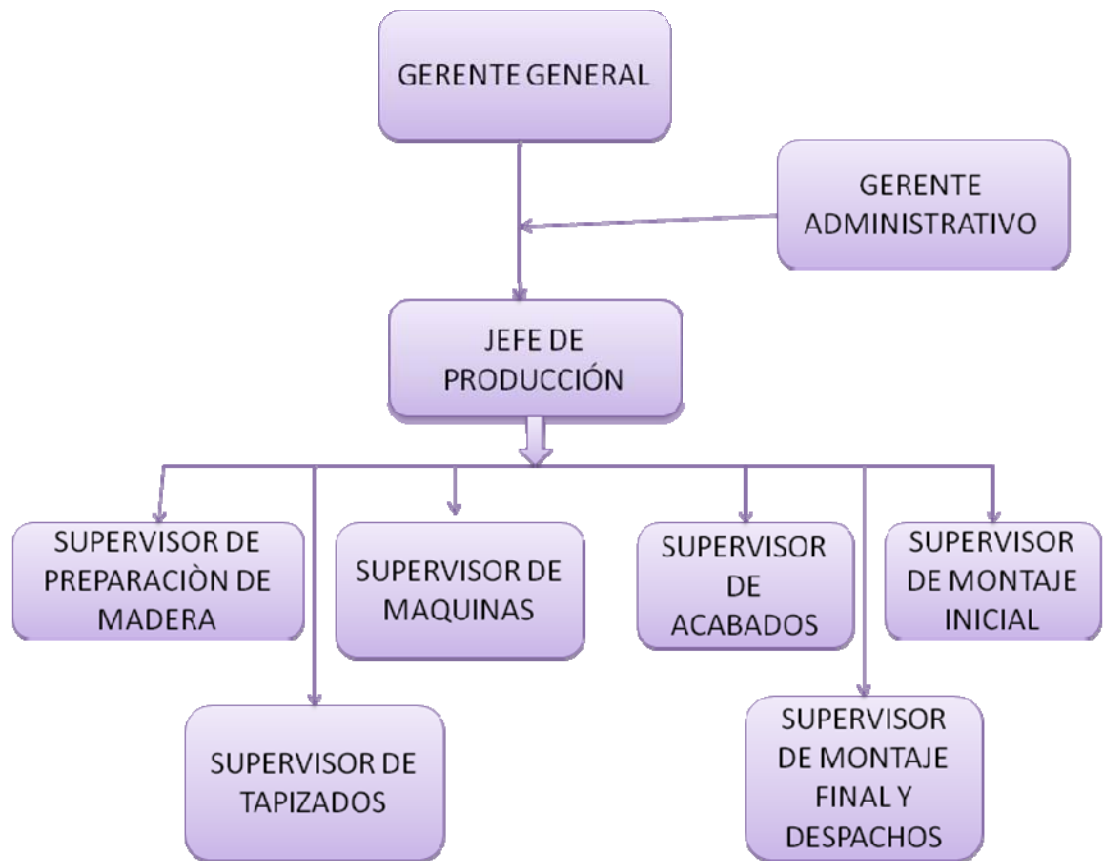 GERENTE GENERAL
GERENTE
ADMINISTRATIVO
JEFE DE
PRODUCCIÓN
SUPERVISOR DE
PREPARACIÒN DE
MADERA
SUPERVISOR DE
MAQUINAS
SUPERVISOR
DE
ACABADOS
SUPERVISOR
DE MONTAJE
INICIAL
SUPERVISOR DE
TAPIZADOS
SUPERVISOR
DE MONTAJE
FINAL Y
DESPACHOS